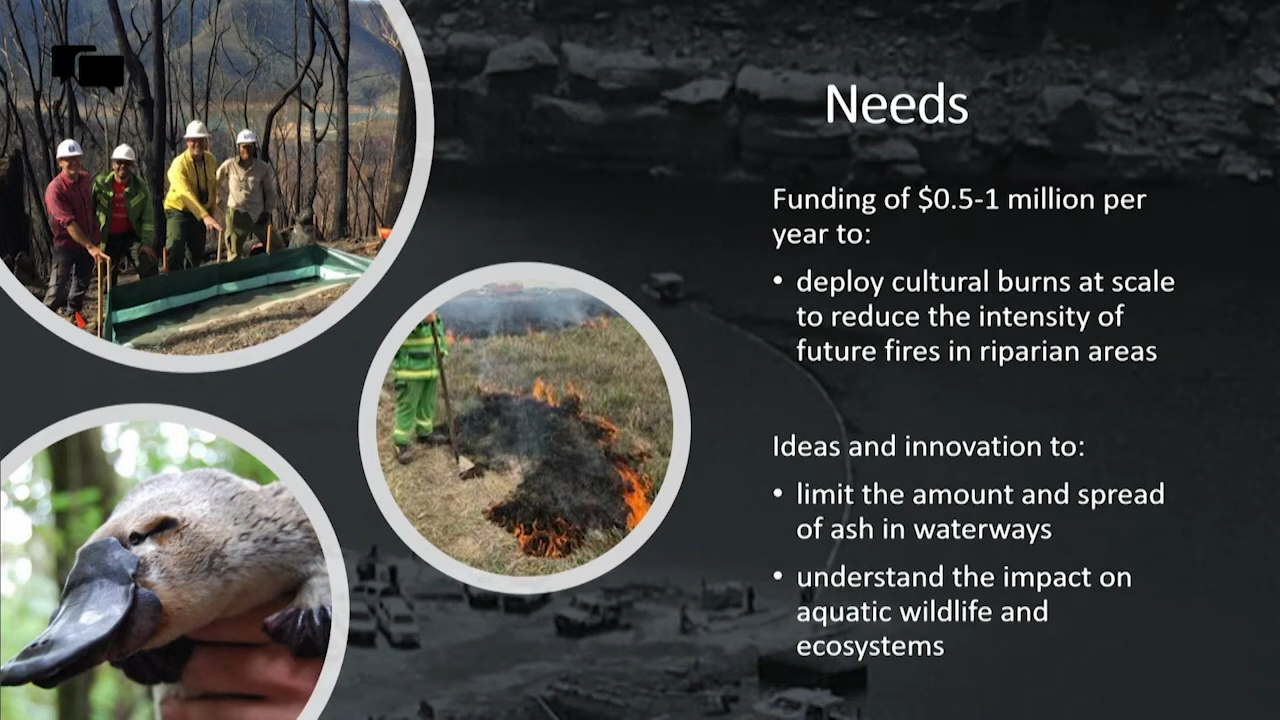 Needs
Funding of $0.5-1 million per
year to:
• deploy cultural burns at scale
to reduce the intensity of
future fires in riparian areas
Ideas and innovation to:
• limit the amount and spread
of ash in waterways
• understand the impact on
aquatic wildlife and
ecosystems